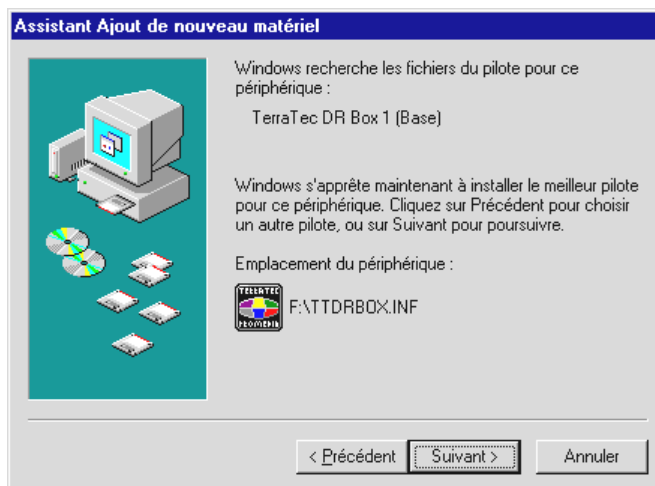 Assistant Ajout de nouveau matériel
Windows recherche les fichiers du pilote pour ce
périphérique :
TerraTec DR Box 1 (Base)
Windows s'apprête maintenant à installer le meilleur pilote
pour ce périphérique. Cliquez sur Précédent pour choisir
un autre pilote, ou sur Suivant pour poursuivre.
Emplacement du périphérique :
TERRATEC
PROMEDIA
F:\TTDRBOX.INF
< Précédent
Suivant >
Annuler